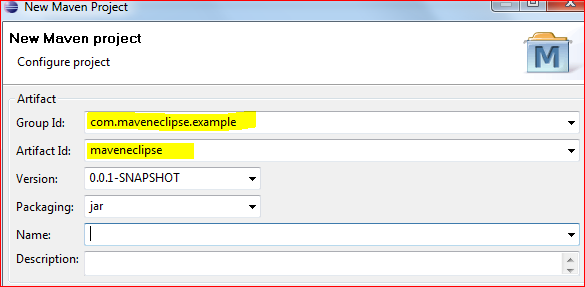 New Maven Project
New Maven project
Configure project
M
Artifact
Group Id: com.maveneclipse.example
Artifact Id: maveneclipse
Version: 0.0.1-SNAPSHOT
Packaging: jar
Name:
Description: